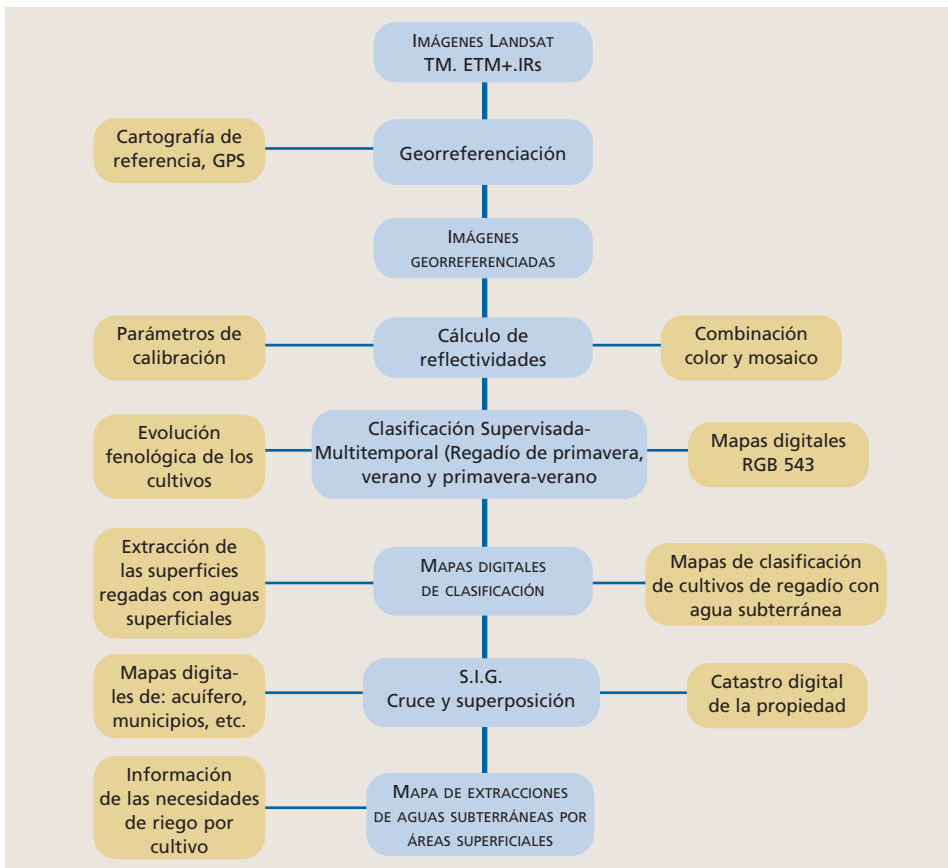 IMÁGENES LANDSAT
TM. ETM+.IRs
Cartografía de
referencia, GPS
Georreferenciación
IMÁGENES
GEORREFERENCIADAS
Parámetros de
calibración
Cálculo de
reflectividades
Combinación
color y mosaico
Evolución
fenológica de los
cultivos
Clasificación Supervisada-
Multitemporal (Regadío de primavera,
verano y primavera-verano
Mapas digitales
RGB 543
Extracción de
las superficies
regadas con aguas
superficiales
MAPAS DIGITALES
DE CLASIFICACIÓN
Mapas de clasificación
de cultivos de regadío con
agua subterránea
Mapas digita-
les de: acuífero,
municipios, etc.
S.I.G.
Cruce y superposición
Catastro digital
de la propiedad
Información
de las necesidades
de riego por
cultivo
MAPA DE EXTRACCIONES
DE AGUAS SUBTERRÁNEAS POR
ÁREAS SUPERFICIALES